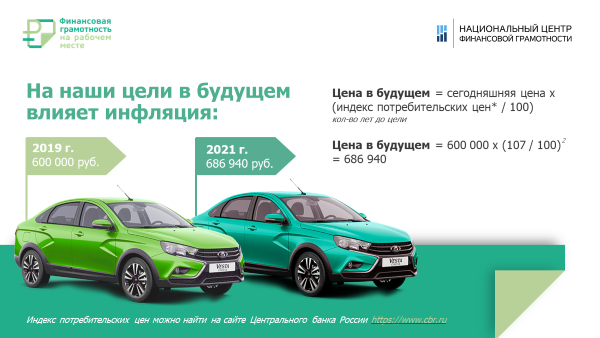 Финансовая
грамотность
на рабочем
месте
НАЦИОНАЛЬНЫЙ ЦЕНТР
ФИНАНСОВОЙ ГРАМОТНОСТИ
На наши цели в будущем
влияет инфляция:
Цена в будущем = сегодняшняя цена х
(индекс потребительских цен* / 100)
кол-во лет до цели
Цена в будущем = 600 000 х (107 / 100)2
= 686 940
2019 г.
600 000 руб.
2021 г.
686 940 руб.
VESTA
VESTA
Индекс потребительских цен можно найти на сайте Центрального банка России https://www.cbr.ru